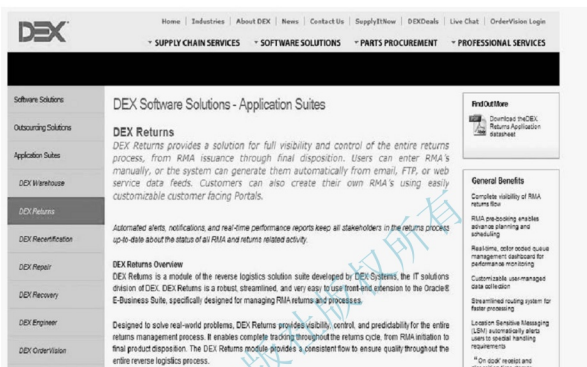 DEX
Home | Industries | About DEX | News | Contact Us | SupplyItNow | DEXDeals | Live Chat | OrderVision Login
SUPPLY CHAIN SERVICES SOFTWARE SOLUTIONS PARTS PROCUREMENT PROFESSIONAL SERVICES
Software Solutions
Outsourcing Solutions
Application Suites
DEX Warehouse
DEX Returns
DEX Recertification
DEX Repair
DEX Recovery
DEX Engineer
DEX OrderVision
DEX Software Solutions - Application Suites
DEX Returns
DEX Returns provides a solution for full visibility and control of the entire returns
process, from RMA issuance through final disposition. Users can enter RMA's
manually, or the system can generate them automatically from email, FTP, or web
service data feeds. Customers can also create their own RMA's using easily
customizable customer facing Portals.
Automated alerts, notifications, and real-time performance reports keep all stakeholders in the returns process
up-to-date about the status of all RMA and returns related activity.
DEX Returns Overview
DEX Returns is a module of the reverse logistics solution suite developed by DEX Systems, the IT solutions
division of DEX. DEX Returns is a robust, streamlined, and very easy to use front-end extension to the Oracle®
E-Business Suite, specifically designed for managing RMA returns and processes.
Designed to solve real-world problems, DEX Returns provides visibility, control, and predictability for the entire
returns management process. It enables complete tracking throughout the returns cycle, from RMA initiation to
final product disposition. The DEX Returns module provides a consistent flow to ensure quality throughout the
entire reverse logistics process.
Find Out More
Download the DEX
Returns Application
datasheet
General Benefits
Complete visibility of RMA
returns flow
RMA pre-booking enables
advance planning and
scheduling
Real-time, color coded queue
management dashboard for
performance monitoring
Customizable user-managed
data collection
Streamlined routing system for
faster processing
Location Sensitive Messaging
(LSM) automatically alerts
users to special handling
requirements
"On dock" receipt and
版社版权所有